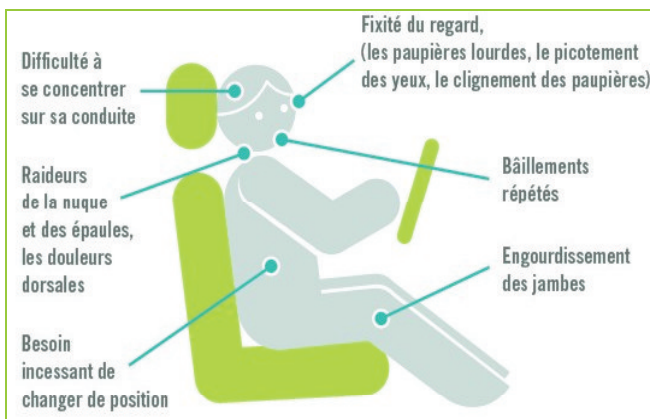 Difficulté à
se concentrer
sur sa conduite
Raideurs
de la nuque
et des épaules,
les douleurs
dorsales
Besoin
incessant de
changer de position
Fixité du regard,
(les paupières lourdes, le picotement
des yeux, le clignement des paupières)
Bâillements
répétés
Engourdissement
des jambes